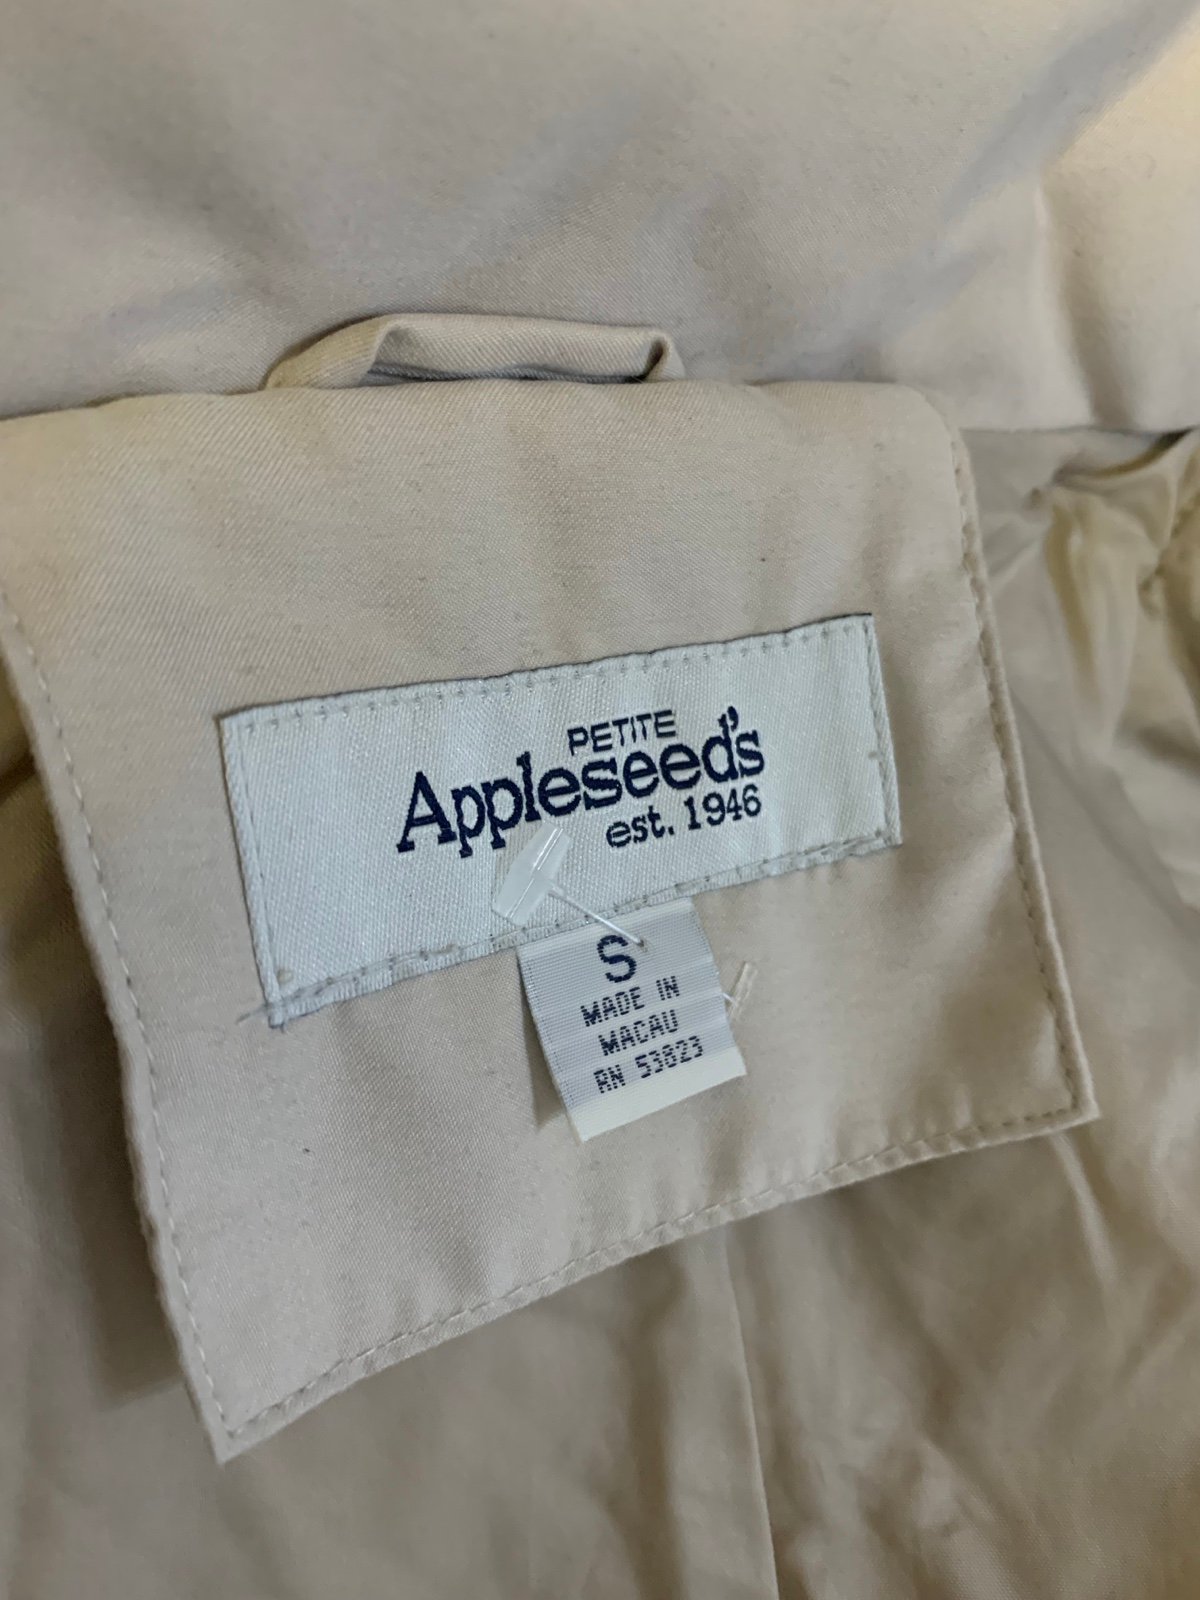 PETITE
Appleseed's
est. 1946
S
MADE IN
MACAU
RN 53823